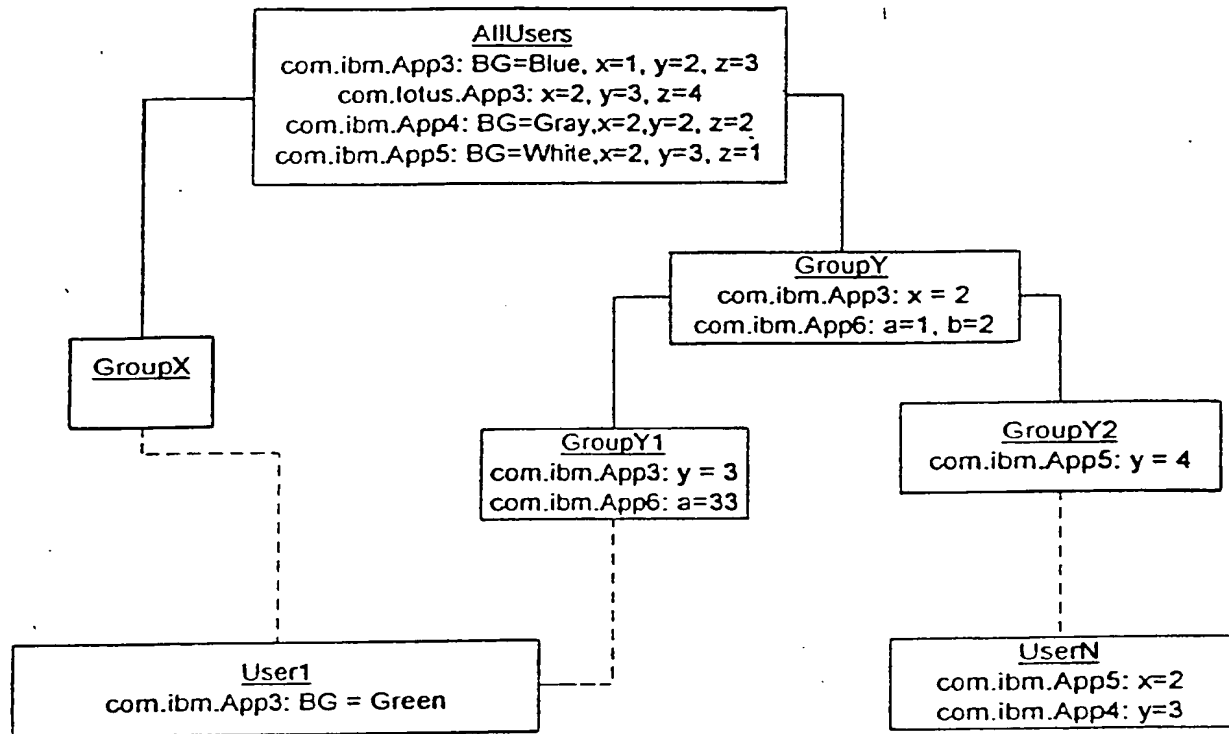 AllUsers
com.ibm.App3: BG=Blue, x=1, y=2, z=3
com.lotus.App3: x=2, y=3, z=4
com.ibm.App4: BG=Gray,x=2,y=2, z=2
com.ibm.App5: BG=White,x=2, y=3, z=1
GroupY
com.ibm.App3: x = 2
com.ibm.App6: a=1, b=2
GroupX
GroupY1
com.ibm.App3: y = 3
com.ibm.App6: a=33
GroupY2
com.ibm.App5: y = 4
User1
com.ibm.App3: BG = Green
UserN
com.ibm.App5: x=2
com.ibm.App4: y=3